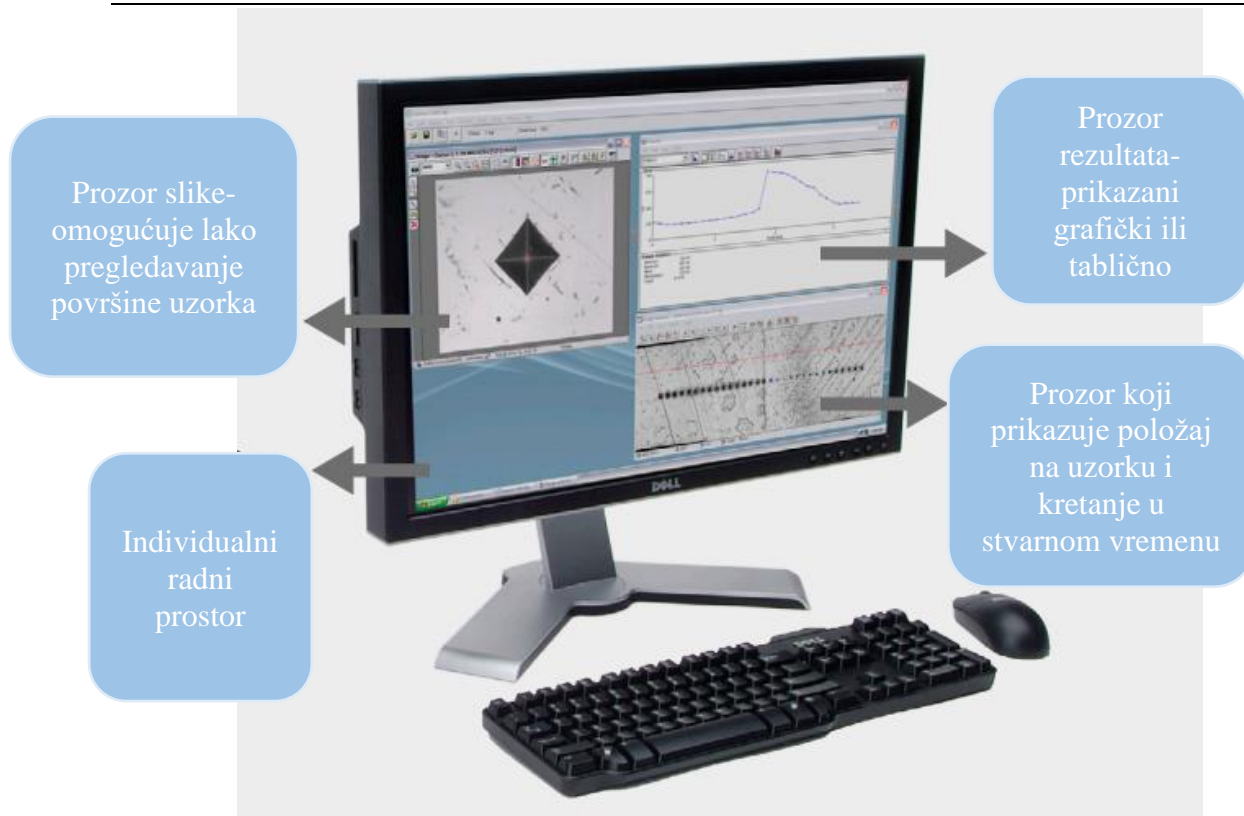 Prozor slike-
omogućuje lako
pregledavanje
površine uzorka
Prozor
rezultata-
prikazani
grafički ili
tablično
Individualni
radni
prostor
Prozor koji
prikazuje položaj
na uzorku i
kretanje u
stvarnom vremenu
DELL
DELL